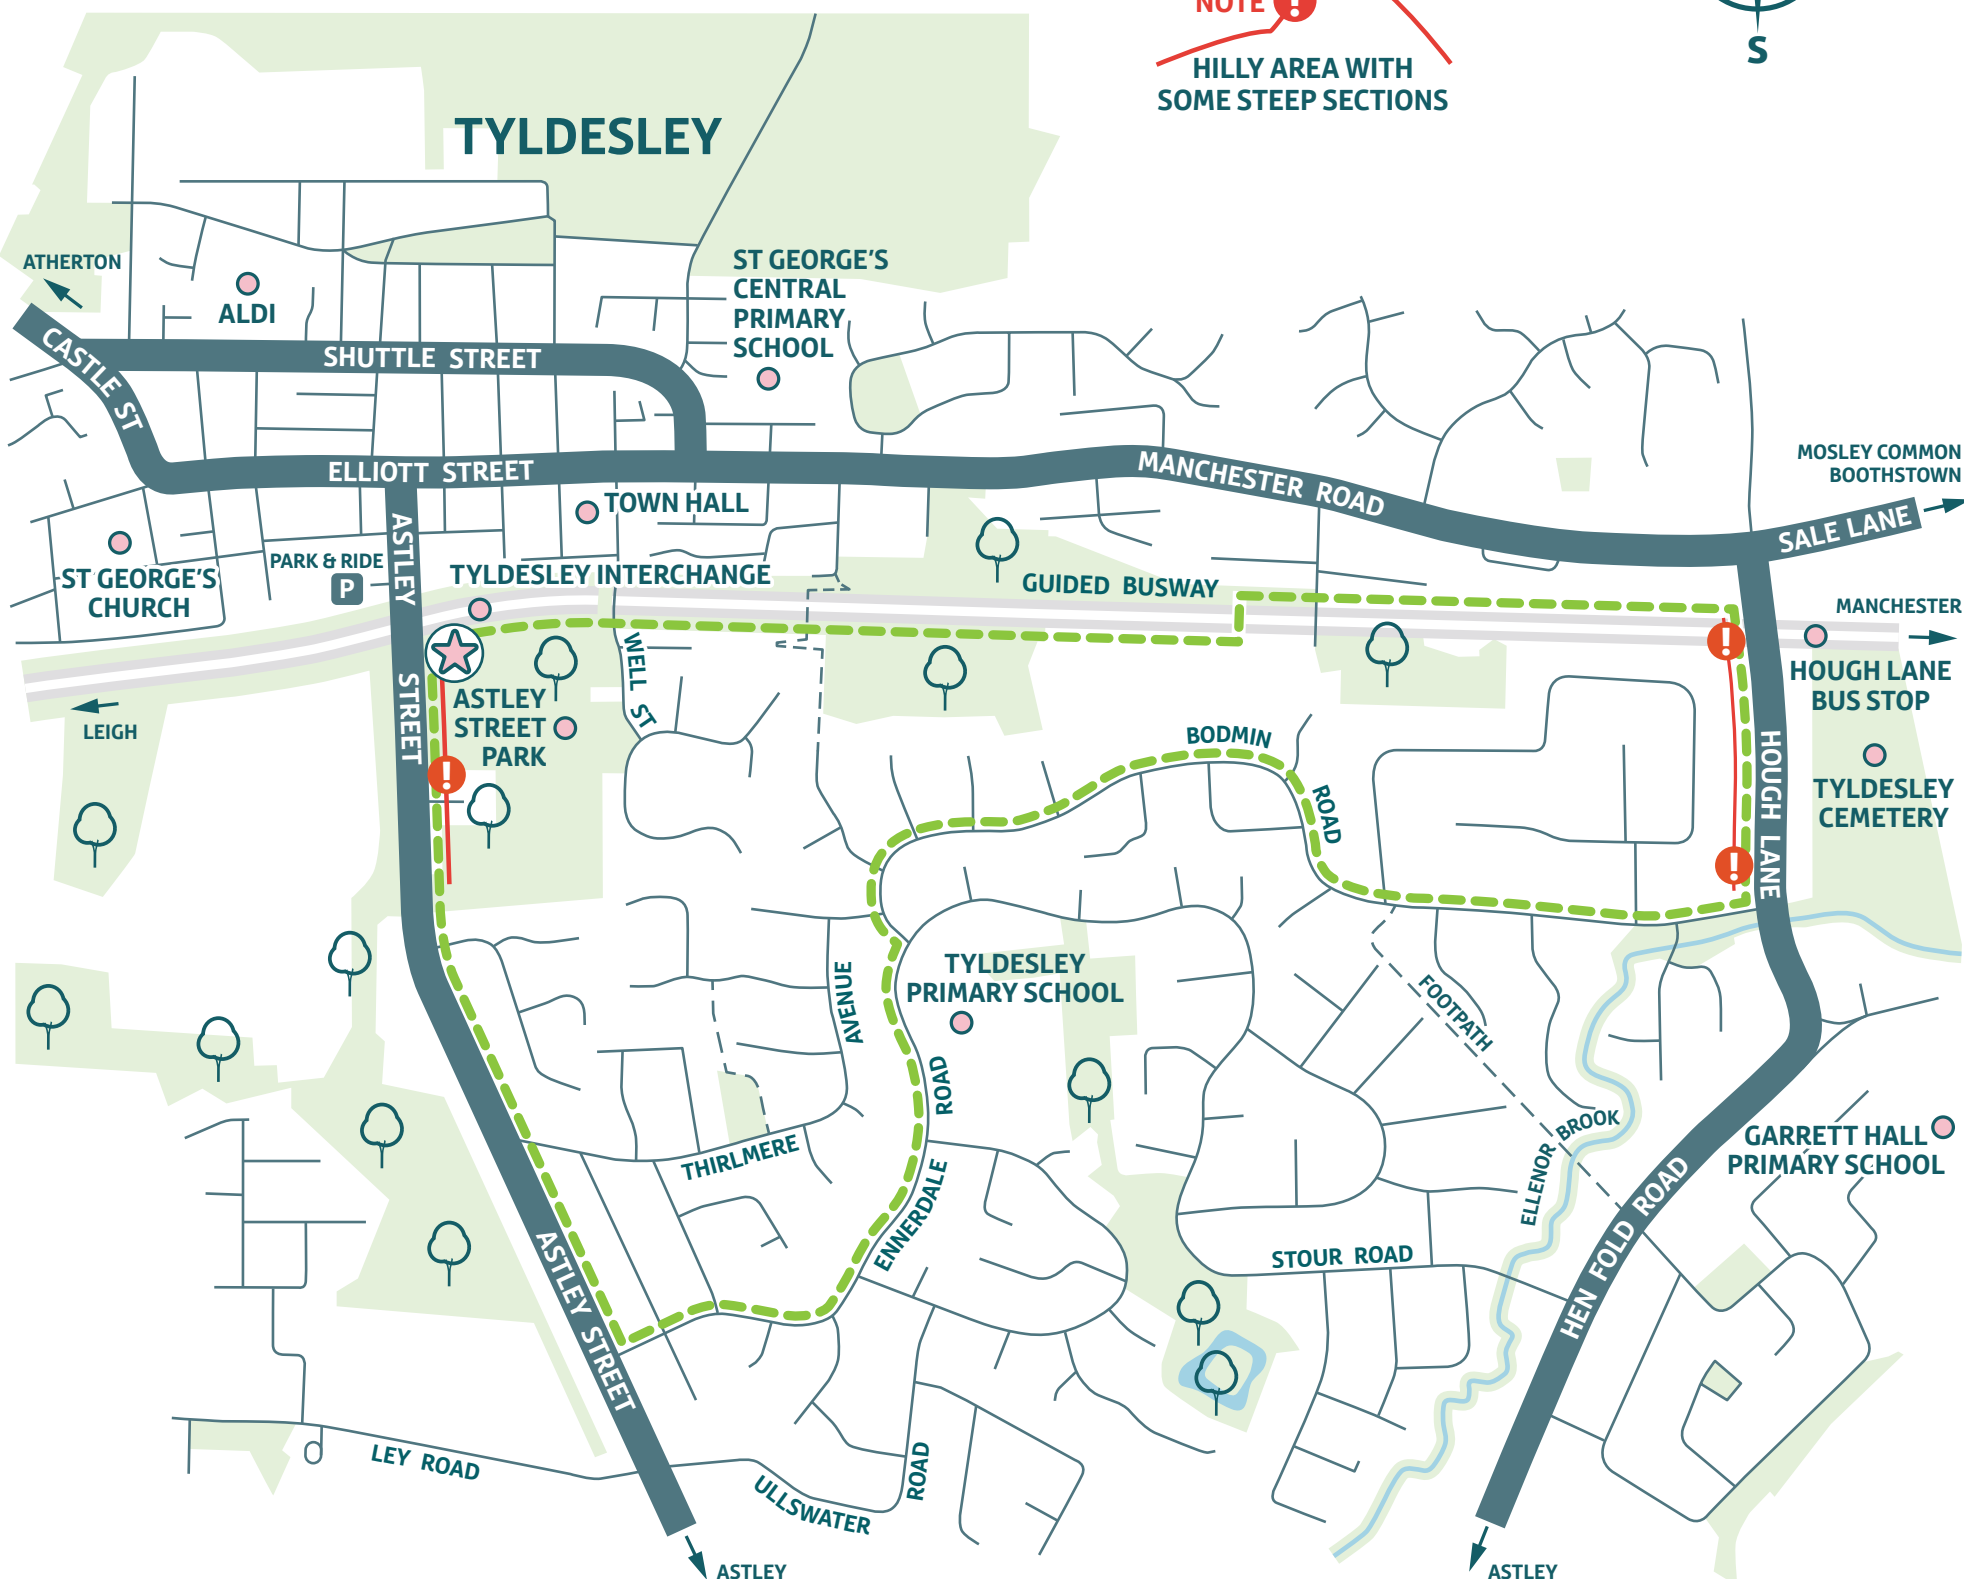 NOTE !
HILLY AREA WITH
SOME STEEP SECTIONS
S
TYLDESLEY
ATHERTON
ALDI
ST GEORGE'S
CENTRAL
PRIMARY
SCHOOL
CASTLE ST
SHUTTLE STREET
ELLIOTT STREET
MANCHESTER ROAD
MOSLEY COMMON
BOOTHSTOWN
SALE LANE
TOWN HALL
ASTLEY STREET
PARK & RIDE
P
ST GEORGE'S
CHURCH
TYLDESLEY INTERCHANGE
GUIDED BUSWAY
MANCHESTER
!
HOUGH LANE
BUS STOP
WELL ST
LEIGH
ASTLEY
STREET
PARK
!
BODMIN ROAD
HOUGH LANE
TYLDESLEY
CEMETERY
!
TYLDESLEY
PRIMARY SCHOOL
AVENUE
FOOTPATH
ROAD
THIRLMERE
ENNERDALE
ELLENOR BROOK
GARRETT HALL
PRIMARY SCHOOL
STOUR ROAD
HEN FOLD ROAD
ASTLEY STREET
LEY ROAD
ULLSWATER
ROAD
ASTLEY
ASTLEY